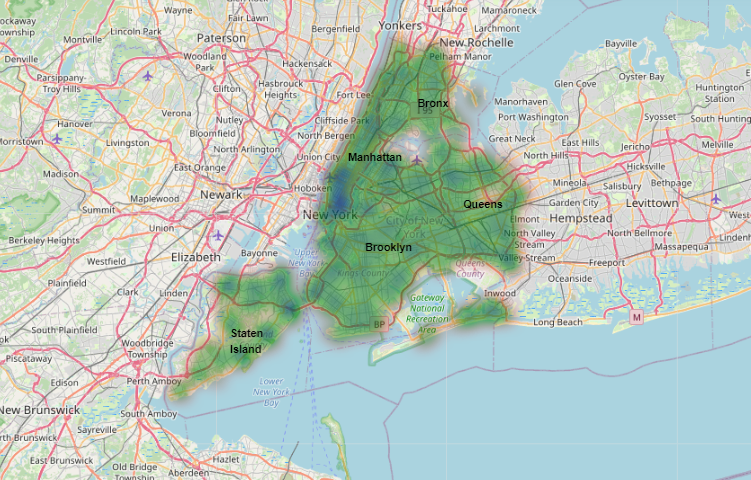 Wayne
Tuckahoe
Mamaroneck
Fair Lawn
Yonkers
Larchmont
Lincoln Park
Bergenfield
Montville
Paterson
New Rochelle
Bayville
Denville
Woodland
Park
Hackensack
Pelham Manor
Oyster Bay
Parsippany-
Troy Hills
Clifton
Hasbrouck
Heights
Fort Lee
Glen Cove
Huntington
Station
Bronx
I 95
Manorhaven
Verona
Nutley
Cliffside Park
Port Washington
Syosset
South Hunting
Hanover
Bloomfield
North Bergen
Great Neck
East Hills
Jericho
Morristown
Livingston
North Arlington
Union City
Manhattan
North Hills
Hicksville
East Orange
Madison
Mineola
Salisbury
Bethpage
Newark
Hoboken
Maplewood
Garden City
Levittown
Queens
Summit
New York
City of New
York
Elmont
Hempstead
Union
North Valley
Stream
North Bellmore
Berkeley Heights
Brooklyn
Massapequa
Linden
Elizabeth
Bayonne
Upper
New York
Bay
Valley Stream
Westfield
Kings County
Queens
County
Freeport
Plainfield
Oceanside
Clark
Linden
Inwood
Gateway
National
Recreation
Area
South Plainfield
BP
Long Beach
M
Staten
Island
Woodbridge
Township
Piscataway
Edison
Perth Amboy
Lower
New York
Bay
New Brunswick
South Amboy
Sayreville
North Brunswick
East Brunswick
Old Bridge
Township
Hazlet
Aberdeen